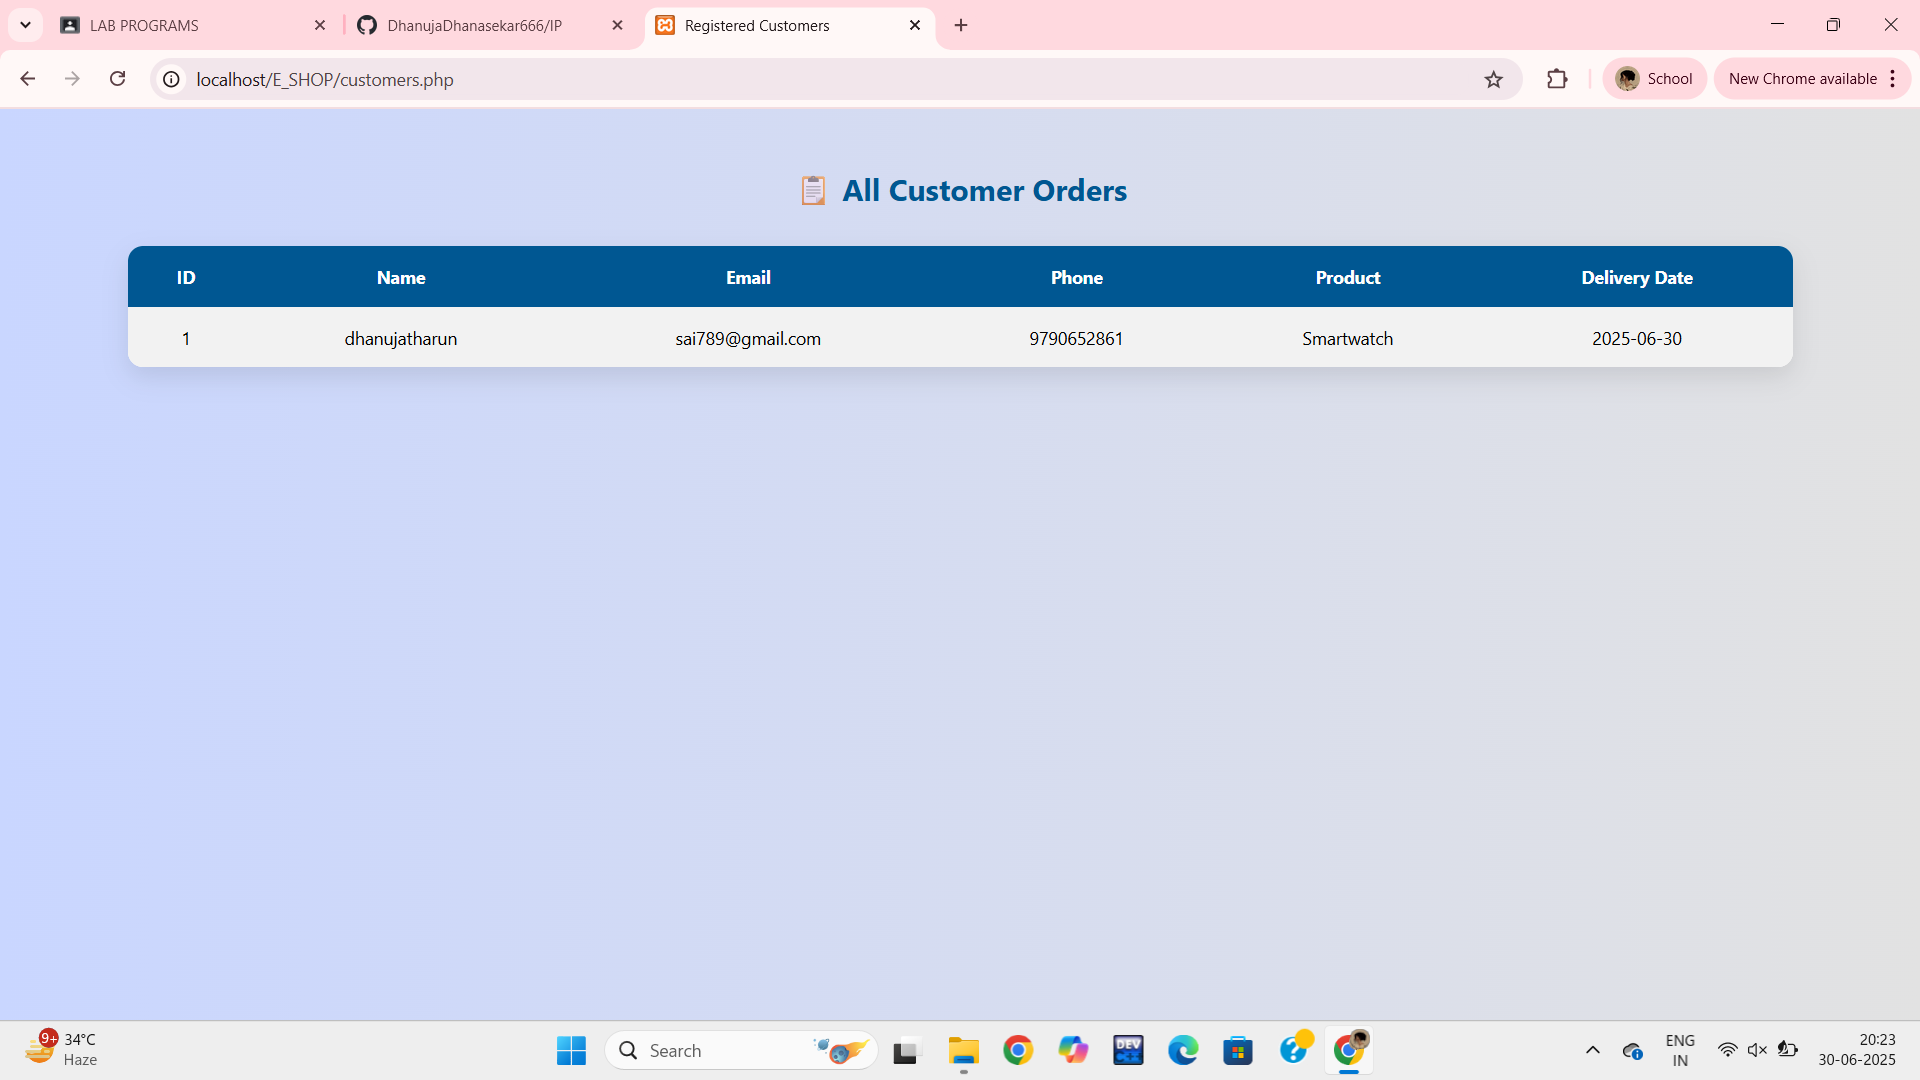 LAB PROGRAMS
DhanujaDhanasekar666/IP
Registered Customers
localhost/E_SHOP/customers.php
School
New Chrome available
📋 All Customer Orders
ID Name Email Phone Product Delivery Date
1 dhanujatharun sai789@gmail.com 9790652861 Smartwatch 2025-06-30
9+
34°C
Haze
Search
DEV
C++
ENG
IN
20:23
30-06-2025